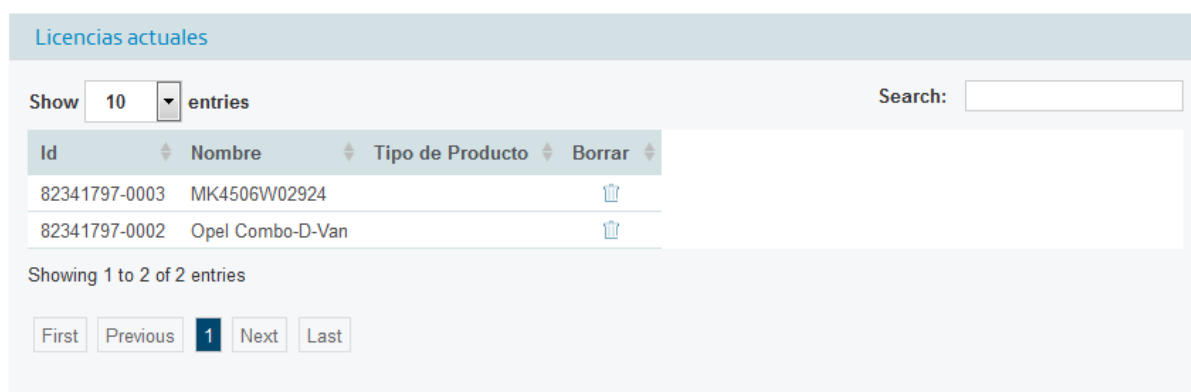 Licencias actuales
Show 10 entries Search:
Id Nombre Tipo de Producto Borrar
82341797-0003 MK4506W02924
82341797-0002 Opel Combo-D-Van
Showing 1 to 2 of 2 entries
First Previous 1 Next Last